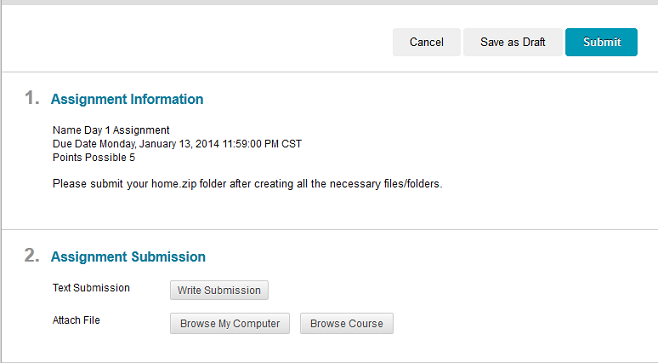 Cancel Save as Draft Submit
1. Assignment Information
Name Day 1 Assignment
Due Date Monday, January 13, 2014 11:59:00 PM CST
Points Possible 5
Please submit your home.zip folder after creating all the necessary files/folders.
2. Assignment Submission
Text Submission Write Submission
Attach File Browse My Computer Browse Course